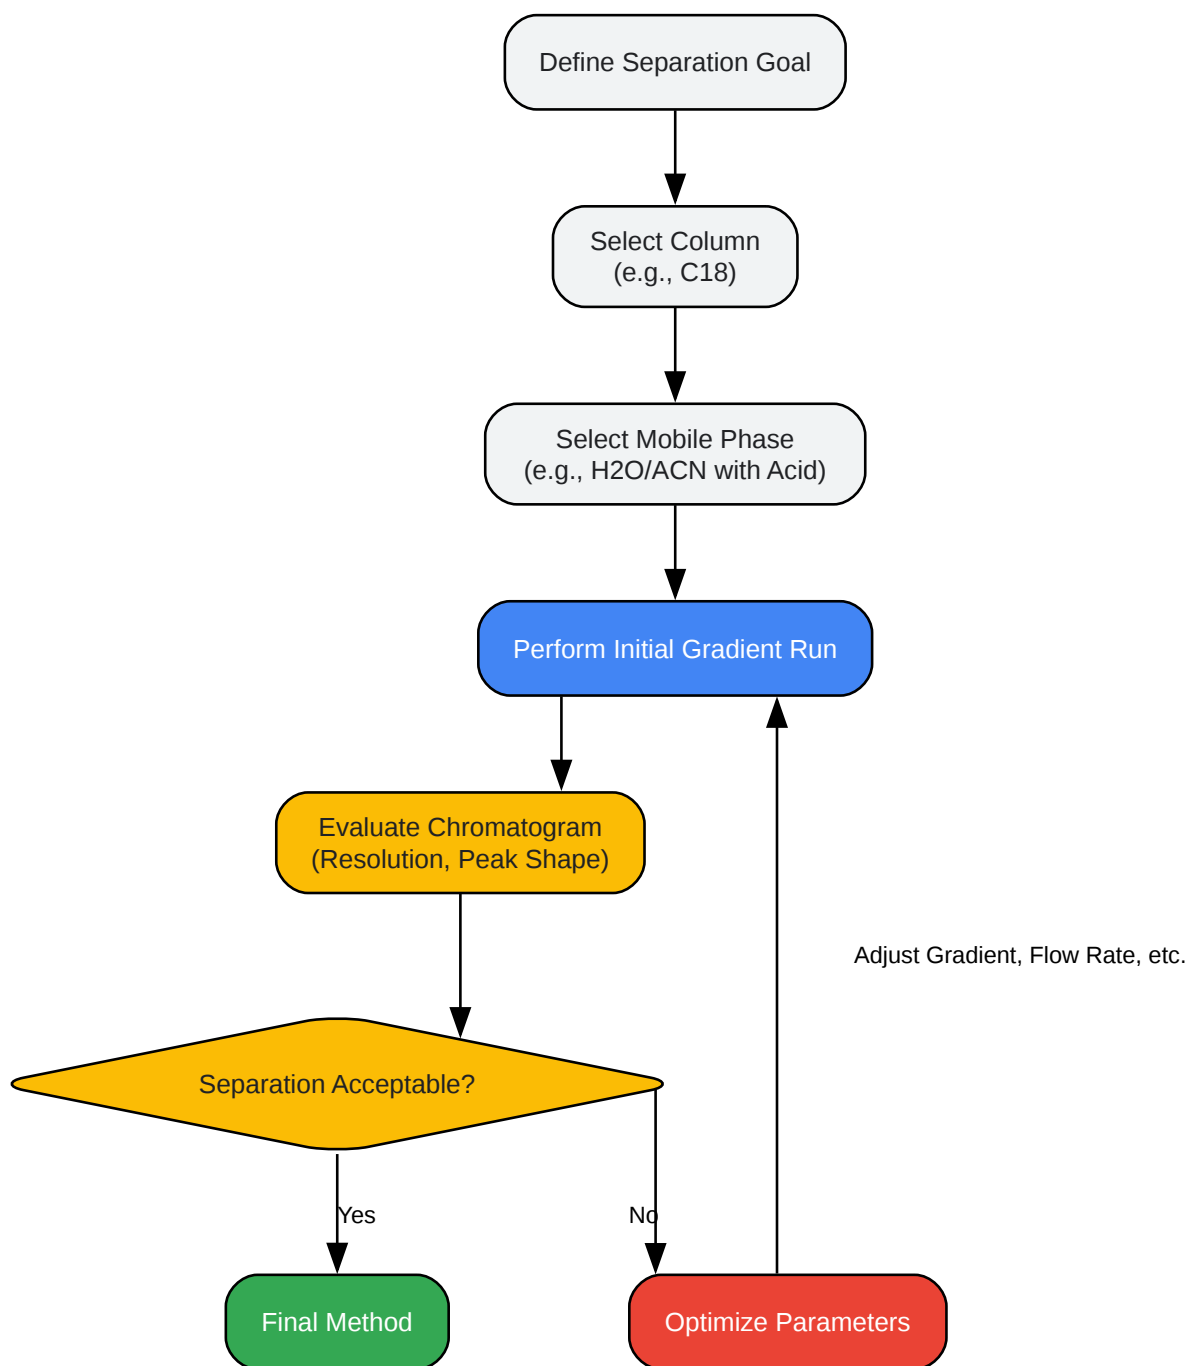 Define Separation Goal
Select Column
(e.g., C18)
Select Mobile Phase
(e.g., H2O/ACN with Acid)
Perform Initial Gradient Run
Evaluate Chromatogram
(Resolution, Peak Shape)
Adjust Gradient, Flow Rate, etc.
Separation Acceptable?
Yes
No
Final Method
Optimize Parameters